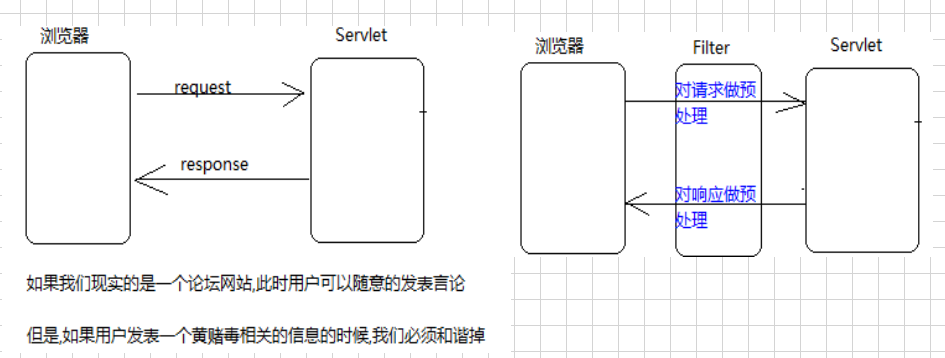 浏览器
Servlet
request
response
如果我们现实的是一个论坛网站,此时用户可以随意的发表言论
但是,如果用户发表一个黄赌毒相关的信息的时候,我们必须和谐掉
浏览器
Filter
Servlet
对请求做预
处理
对响应做预
处理